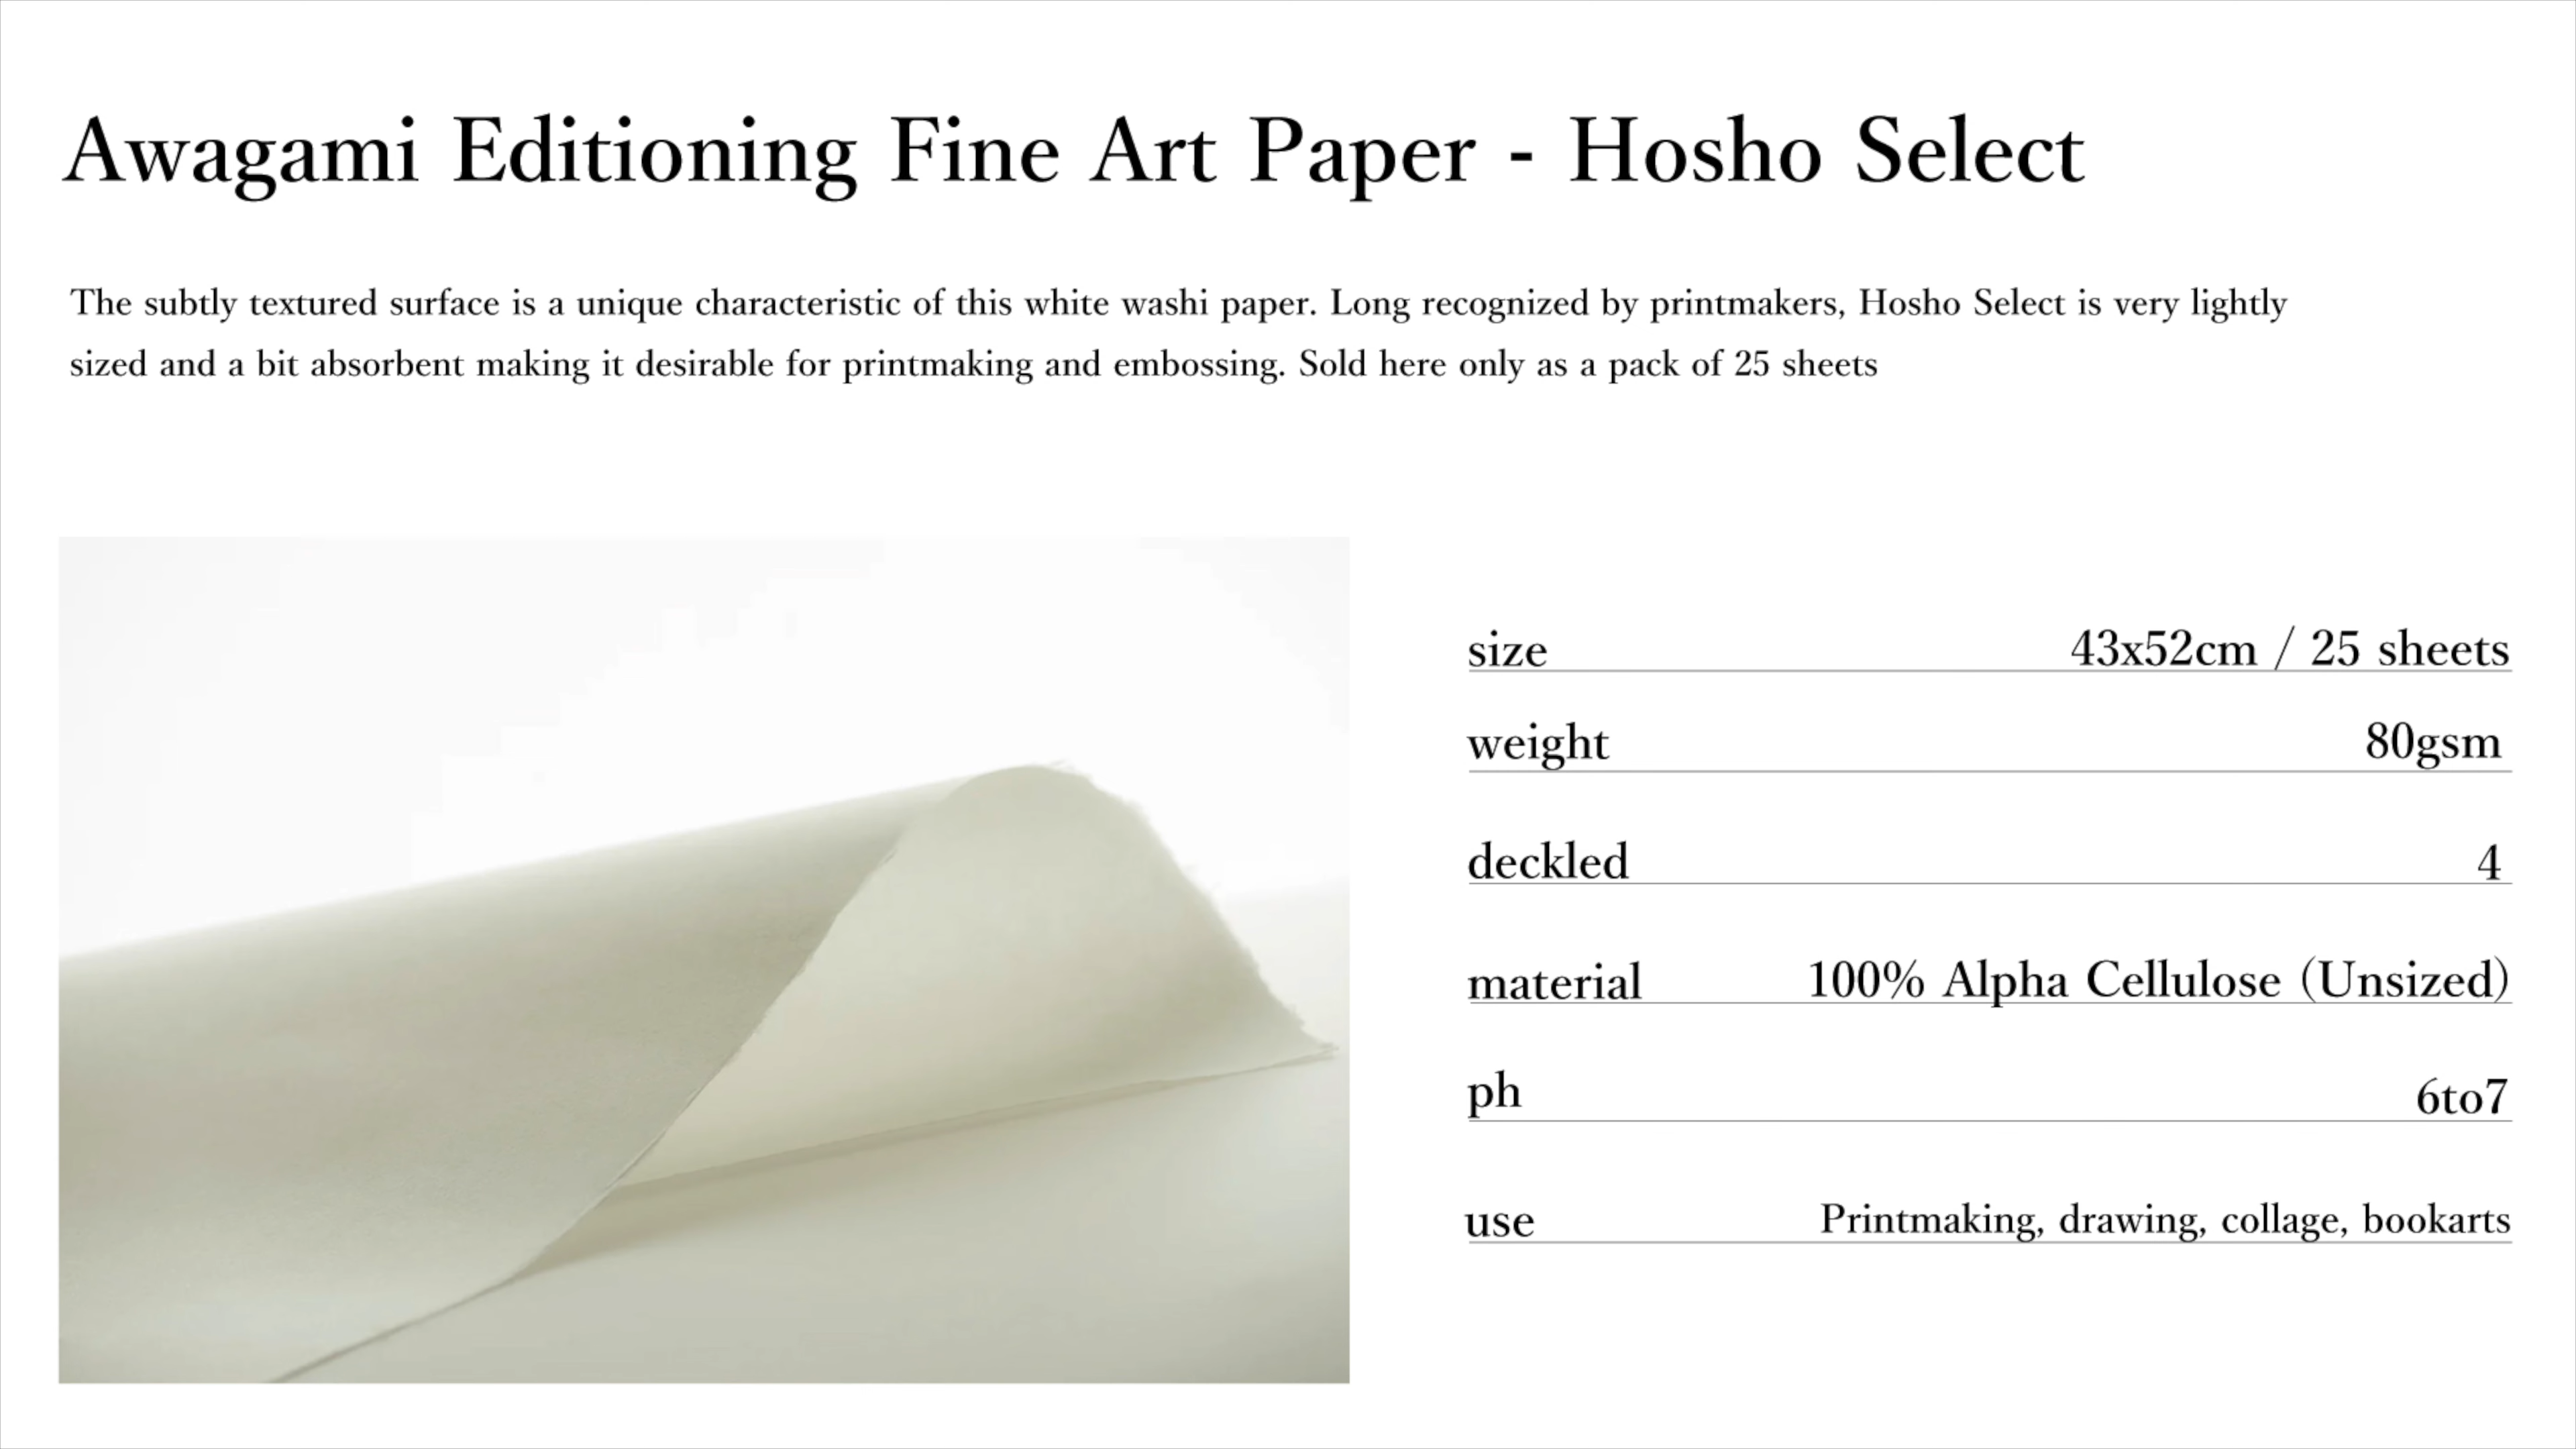 Awagami Editioning Fine Art Paper - Hosho Select
The subtly textured surface is a unique characteristic of this white washi paper. Long recognized by printmakers, Hosho Select is very lightly
sized and a bit absorbent making it desirable for printmaking and embossing. Sold here only as a pack of 25 sheets
size 43x52cm / 25 sheets
weight 80gsm
deckled 4
material 100% Alpha Cellulose (Unsized)
ph 6to7
use Printmaking, drawing, collage, bookarts